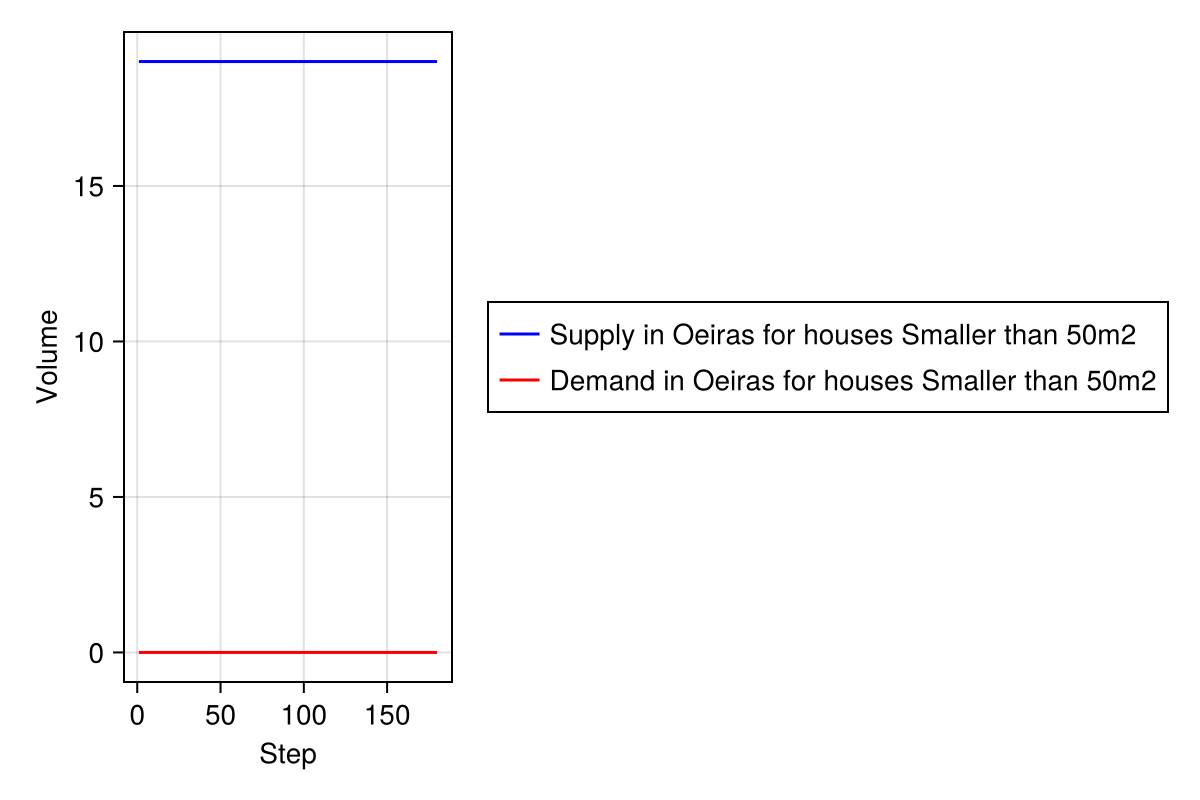 Volume
15
10
5
0
0 50 100 150
Step
Supply in Oeiras for houses Smaller than 50m2
Demand in Oeiras for houses Smaller than 50m2